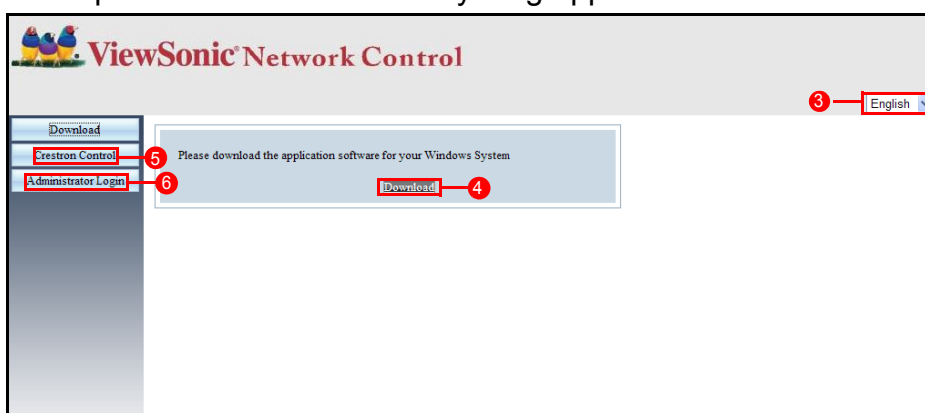 ViewSonic® Network Control
3
English
Download
Crestron Control
5
Please download the application software for your Windows System
Administrator Login
6
Download
4